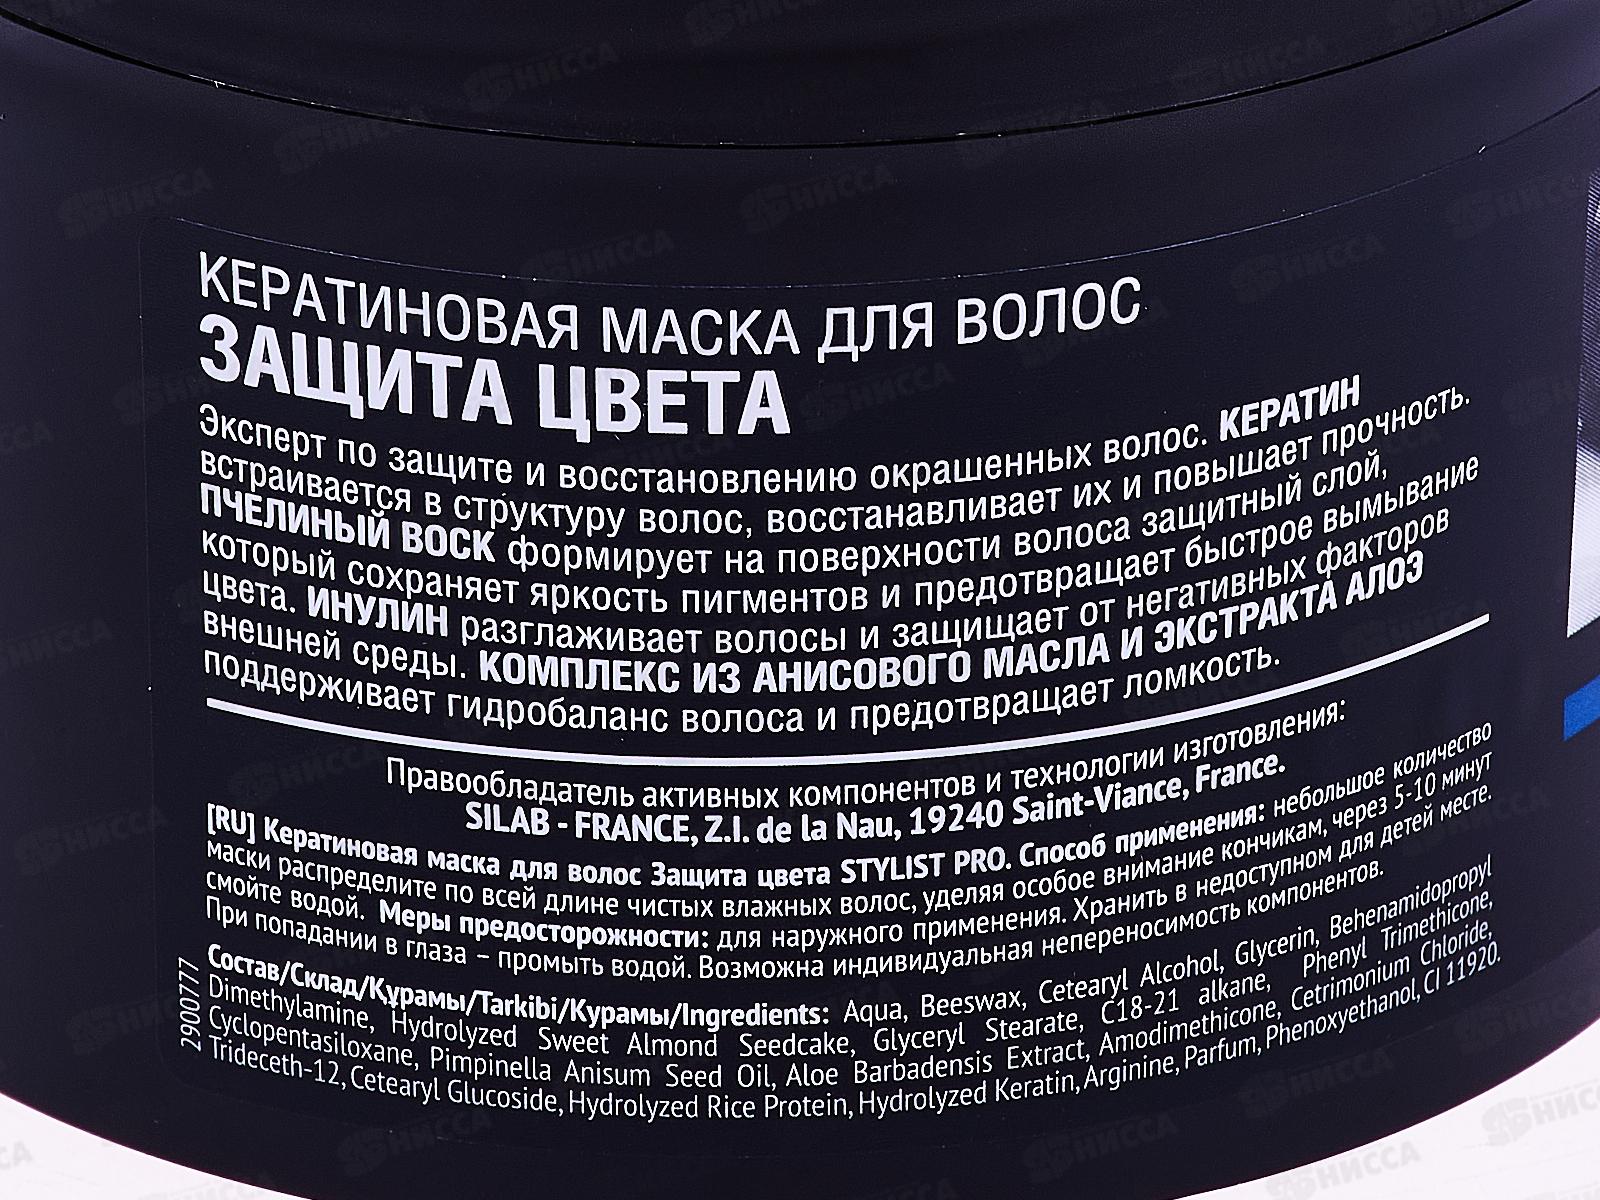 КЕРАТИНОВАЯ МАСКА ДЛЯ ВОЛОС
ЗАЩИТА ЦВЕТА
Эксперт по защите и восстановлению окрашенных волос. КЕРАТИН
встраивается в структуру волос, восстанавливает их и повышает прочность.
ПЧЕЛИНЫЙ ВОСК формирует на поверхности волоса защитный слой,
который сохраняет яркость пигментов и предотвращает быстрое вымывание
цвета. ИНУЛИН разглаживает волосы и защищает от негативных факторов
внешней среды. КОМПЛЕКС ИЗ АНИСОВОГО МАСЛА И ЭКСТРАКТА АЛОЭ
поддерживает гидробаланс волоса и предотвращает ломкость.
Правообладатель активных компонентов и технологии изготовления:
SILAB - FRANCE, Z.I. de la Nau, 19240 Saint-Viance, France.
[RU] Кератиновая маска для волос Защита цвета STYLIST PRO. Способ применения: небольшое количество
маски распределите по всей длине чистых влажных волос, уделяя особое внимание кончикам, через 5-10 минут
смойте водой. Меры предосторожности: для наружного применения. Хранить в недоступном для детей месте.
При попадании в глаза – промыть водой. Возможна индивидуальная непереносимость компонентов.
Состав/Склад/Құрамы/Tarkibi/Курамы/Ingredients: Aqua, Beeswax, Cetearyl Alcohol, Glycerin, Behenamidopropyl
Dimethylamine, Hydrolyzed Sweet Almond Seedcake, Glyceryl Stearate, C18-21 alkane, Phenyl Trimethicone,
Cyclopentasiloxane, Pimpinella Anisum Seed Oil, Aloe Barbadensis Extract, Amodimethicone, Cetrimonium Chloride,
Trideceth-12, Cetearyl Glucoside, Hydrolyzed Rice Protein, Hydrolyzed Keratin, Arginine, Parfum, Phenoxyethanol, CI 11920.
2900777
НИССА